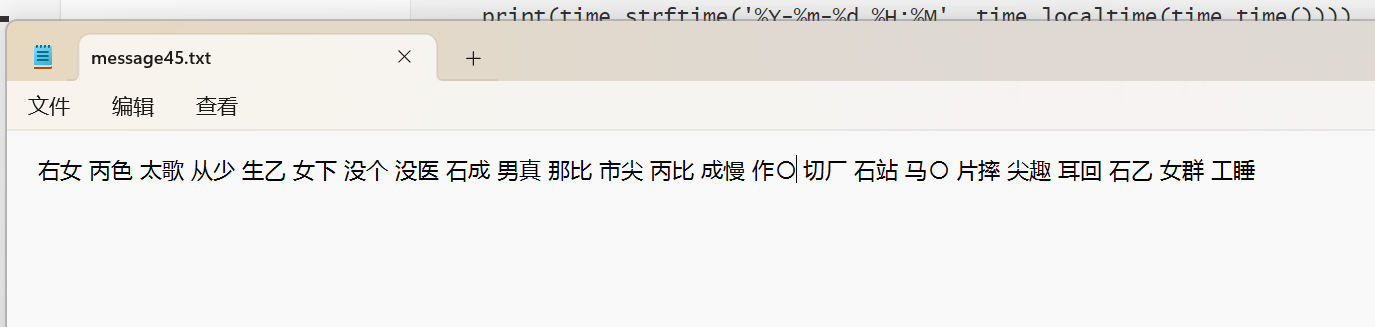 print(time.strftime('%Y-%m-%d %H:%M', time.localtime(time.time())))
message45.txt
文件 编辑 查看
右女 丙色 太歌 从少 生乙 女下 没个 没医 石成 男真 那比 市尖 丙比 成慢 作〇 切厂 石站 马〇 片摔 尖趣 耳回 石乙 女群 工睡